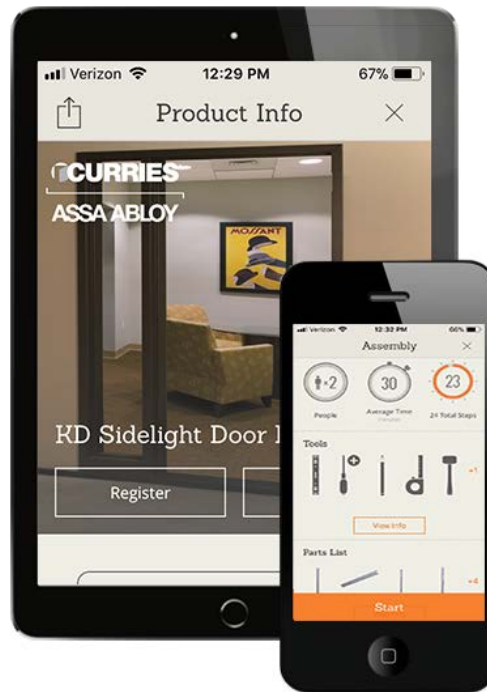 Verizon 12:29 PM 67%
Product Info
CURRIES
ASSA ABLOY
MOSSANT
KD Sidelight Door
Register
Verizon 12:32 PM 66%
Assembly
×2 30 23
People Average Time 24 Total Steps
Tools
+1
View Info
Parts List
+4
Start